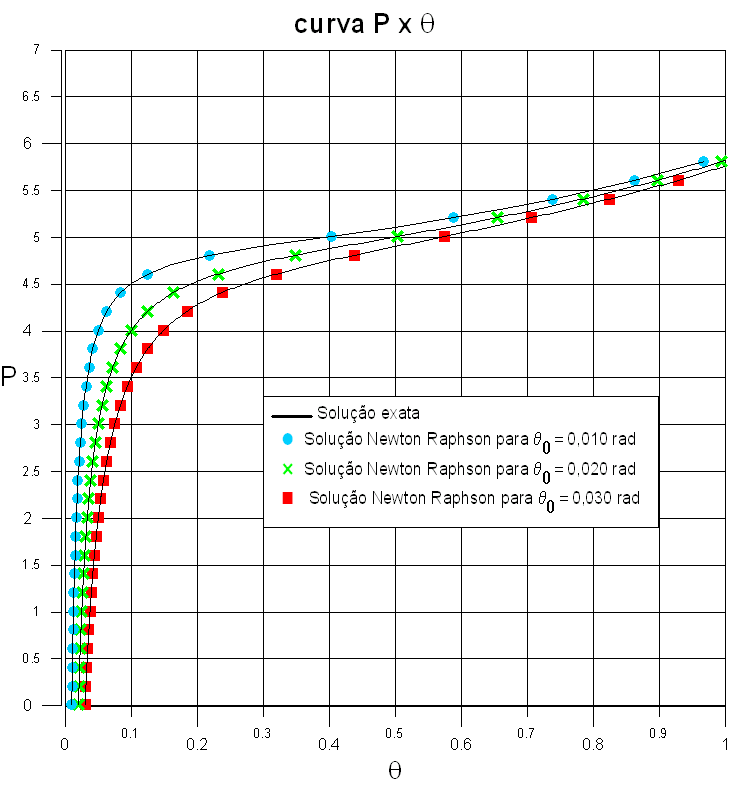 curva P x θ
7
6.5
6
5.5
5
4.5
4
P
3.5
3
2.5
2
1.5
1
0.5
0
Solução exata
Solução Newton Raphson para θ0 = 0,010 rad
Solução Newton Raphson para θ0 = 0,020 rad
Solução Newton Raphson para θ0 = 0,030 rad
0 0.1 0.2 0.3 0.4 0.5 0.6 0.7 0.8 0.9 1
θ